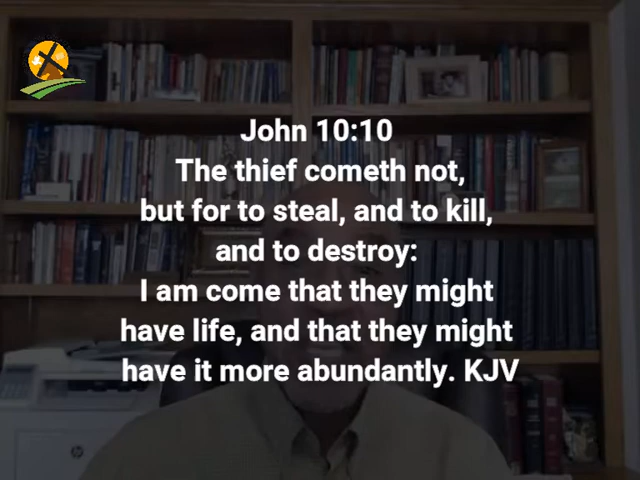 John 10:10
The thief cometh not,
but for to steal, and to kill,
and to destroy:
I am come that they might
have life, and that they might
have it more abundantly. KJV